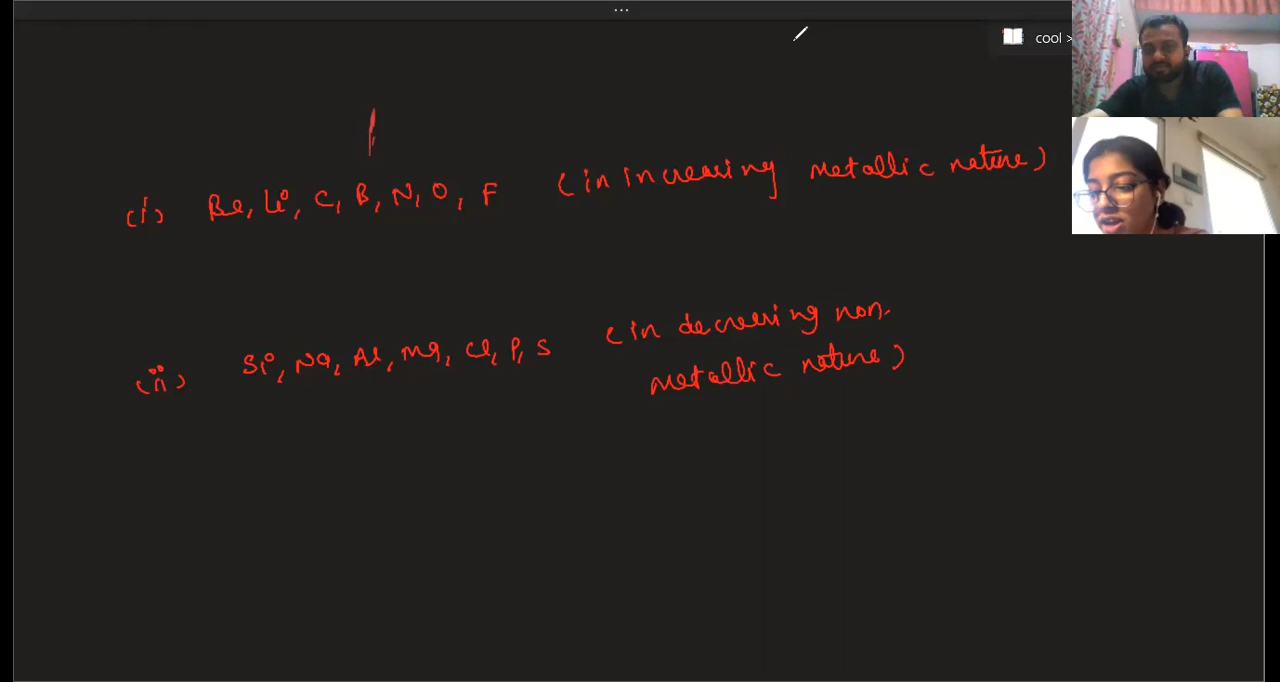 ...
cool >
(i) Be, Li, C, B, N, O, F (in increasing metallic nature)
(ii) Si, Na, Al, Mg, Cl, P, S (in decreasing non-
metallic nature)